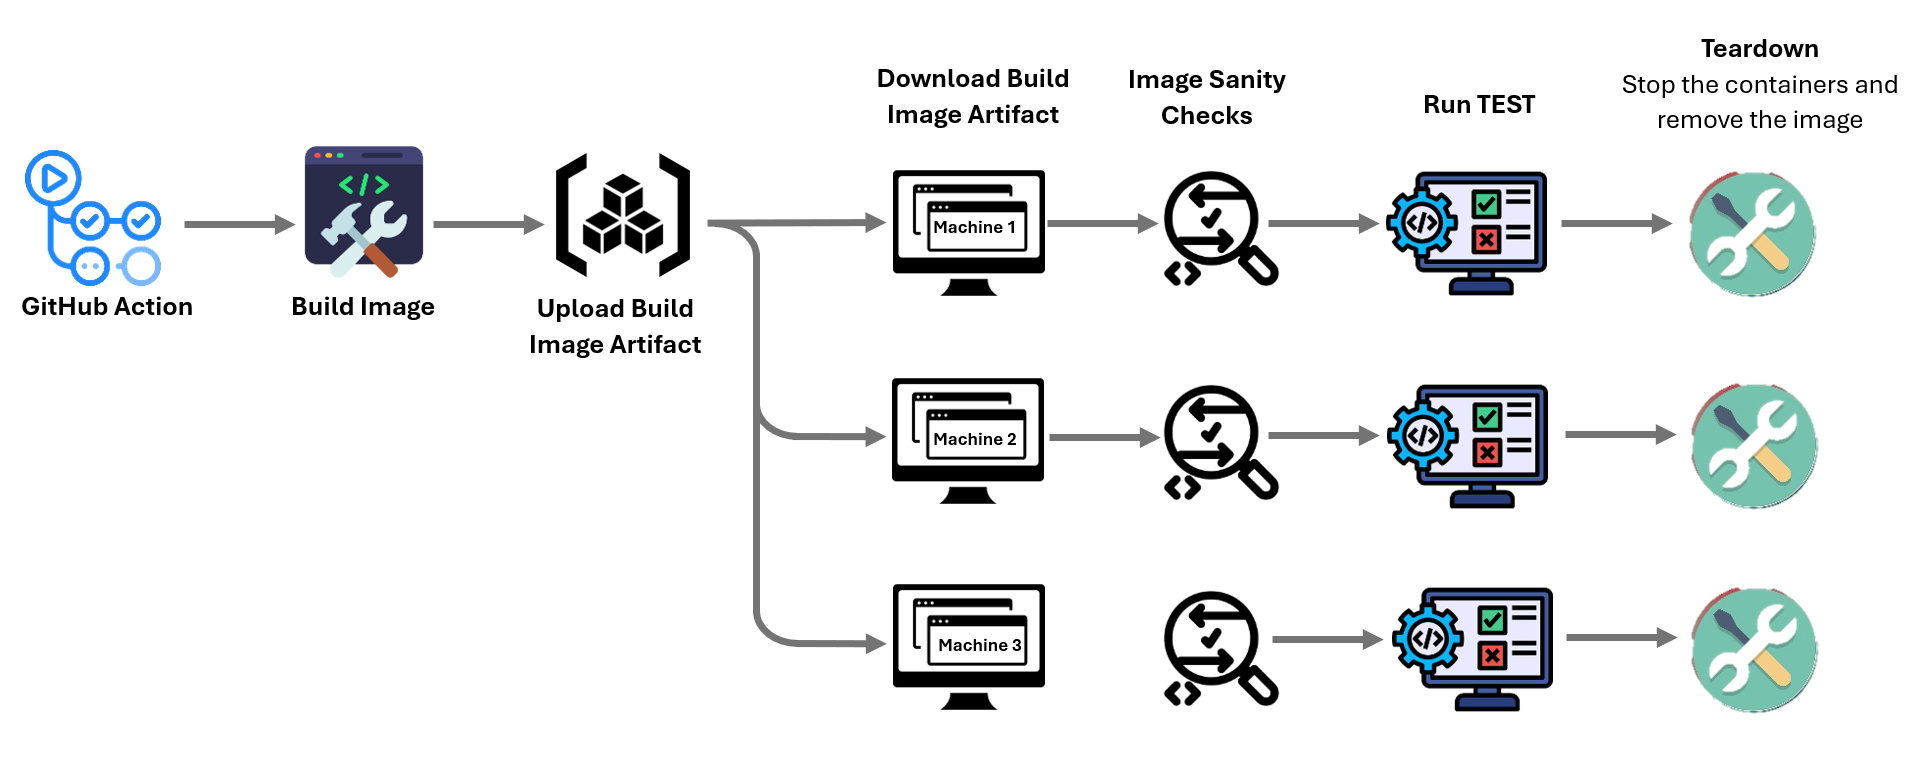 GitHub Action
Build Image
Upload Build
Image Artifact
Download Build
Image Artifact
Image Sanity
Checks
Run TEST
Teardown
Stop the containers and
remove the image
Machine 1
Machine 2
Machine 3